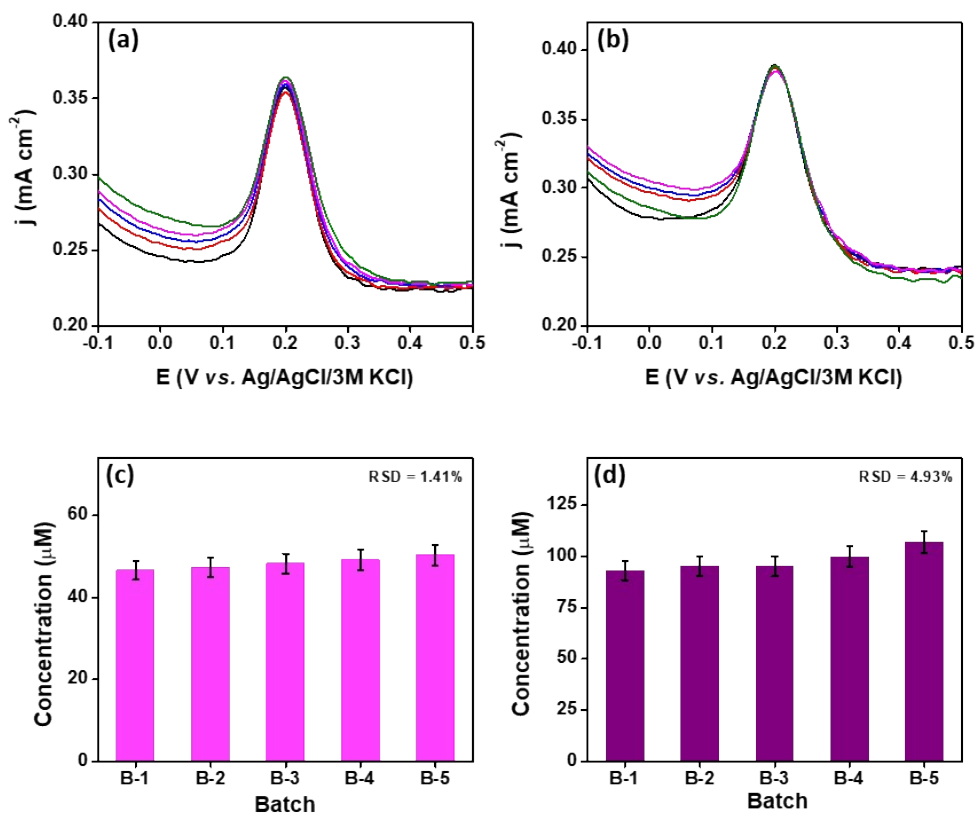 (a)
j (mA cm-2)
0.40
0.35
0.30
0.25
0.20
-0.1 0.0 0.1 0.2 0.3 0.4 0.5
E (V vs. Ag/AgCl/3M KCl)
(b)
j (mA cm-2)
0.40
0.35
0.30
0.25
0.20
-0.1 0.0 0.1 0.2 0.3 0.4 0.5
E (V vs. Ag/AgCl/3M KCl)
(c)
RSD = 1.41%
Concentration (μM)
60
40
20
0
B-1 B-2 B-3 B-4 B-5
Batch
(d)
RSD = 4.93%
Concentration (μM)
125
100
75
50
25
0
B-1 B-2 B-3 B-4 B-5
Batch